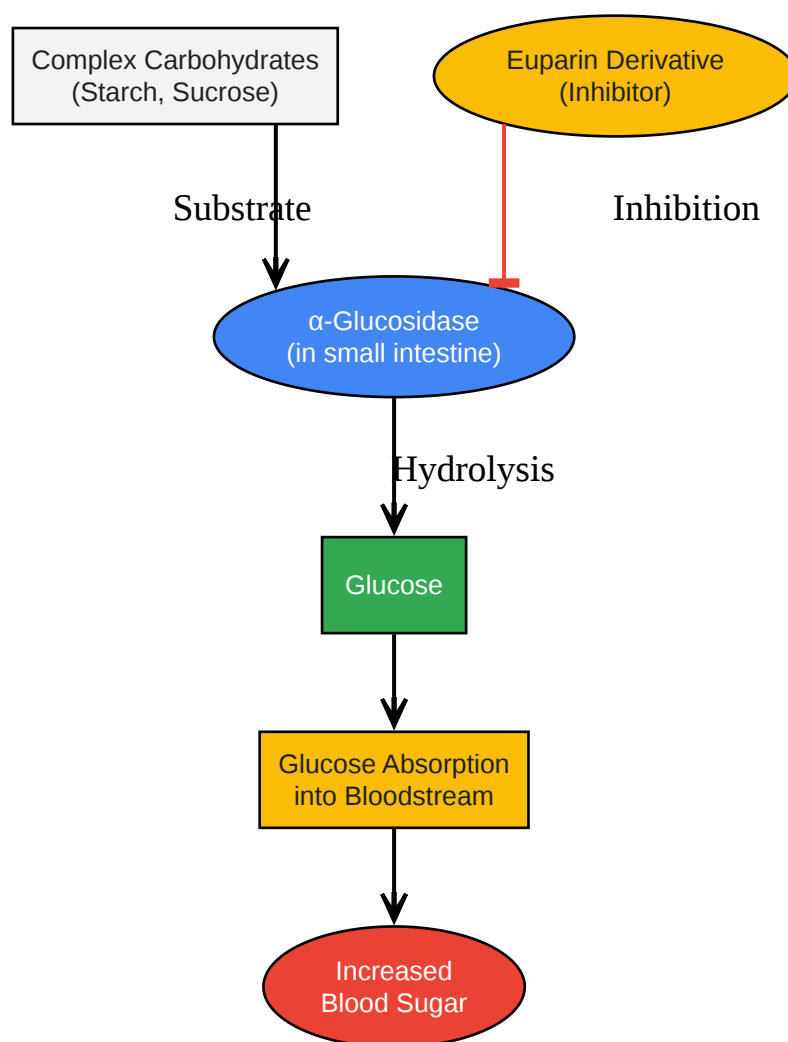 Complex Carbohydrates
(Starch, Sucrose)
Euparin Derivative
(Inhibitor)
Substrate
Inhibition
α-Glucosidase
(in small intestine)
Hydrolysis
Glucose
Glucose Absorption
into Bloodstream
Increased
Blood Sugar